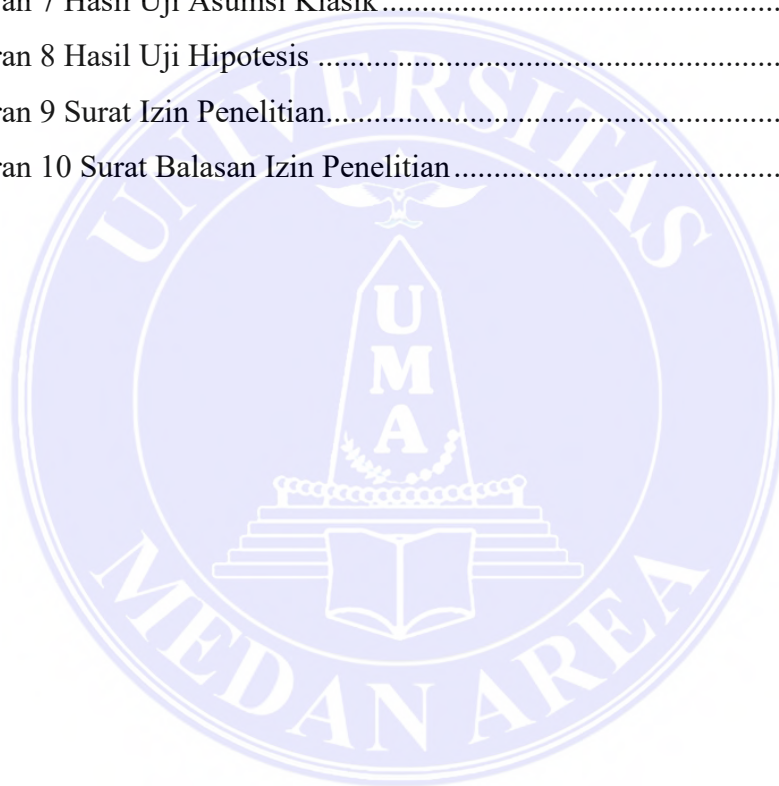 ran 7 Hasil Uji Asumsi Klasik.......................................................
ran 8 Hasil Uji Hipotesis ...............................................................
ran 9 Surat Izin Penelitian..............................................................
ran 10 Surat Balasan Izin Penelitian..............................................
UNIVERSITAS
U
M
A
MEDAN AREA